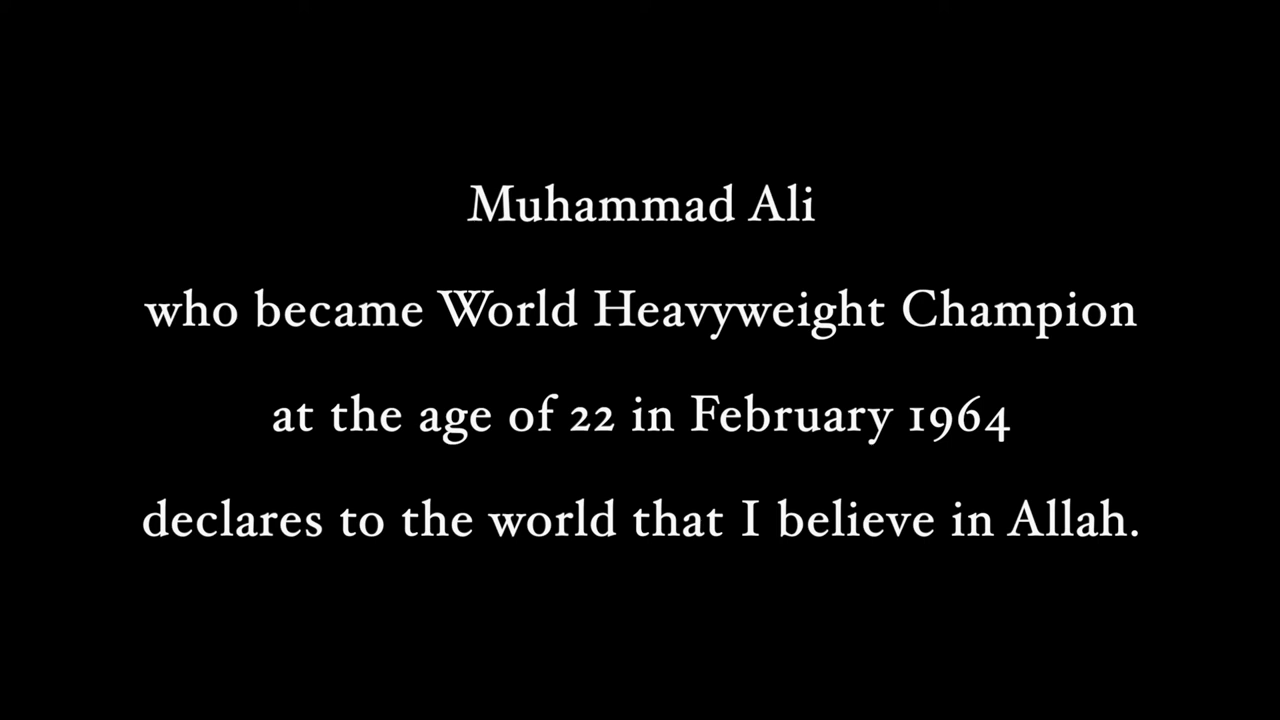 Muhammad Ali
who became World Heavyweight Champion
at the age of 22 in February 1964
declares to the world that I believe in Allah.